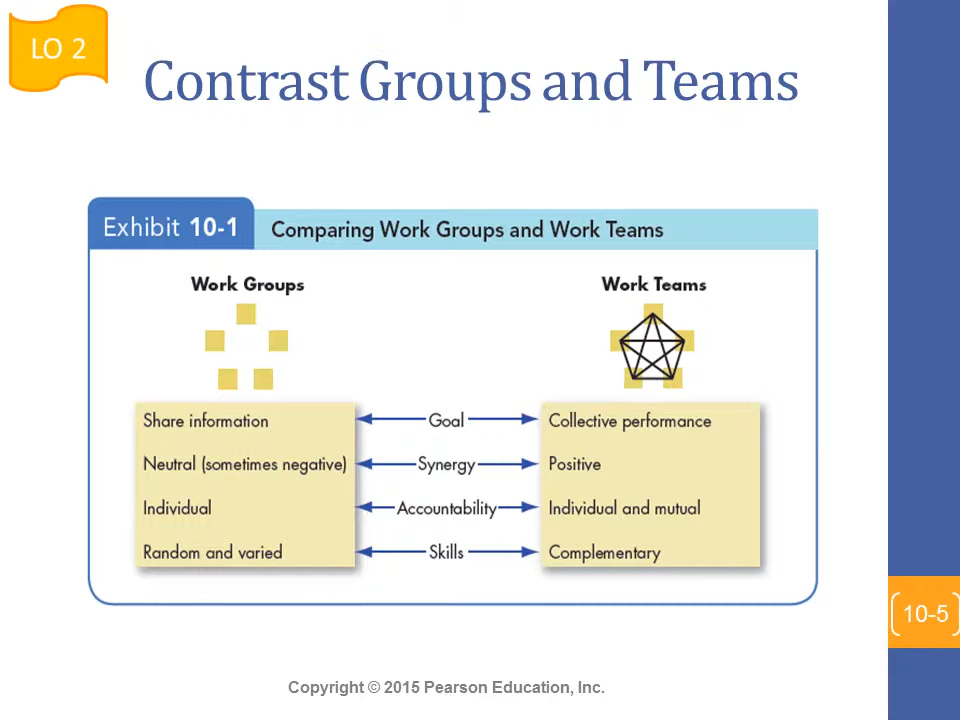 LO 2
Contrast Groups and Teams
Exhibit 10-1 Comparing Work Groups and Work Teams
Work Groups Work Teams
Share information Goal Collective performance
Neutral (sometimes negative) Synergy Positive
Individual Accountability Individual and mutual
Random and varied Skills Complementary
10-5
Copyright © 2015 Pearson Education, Inc.